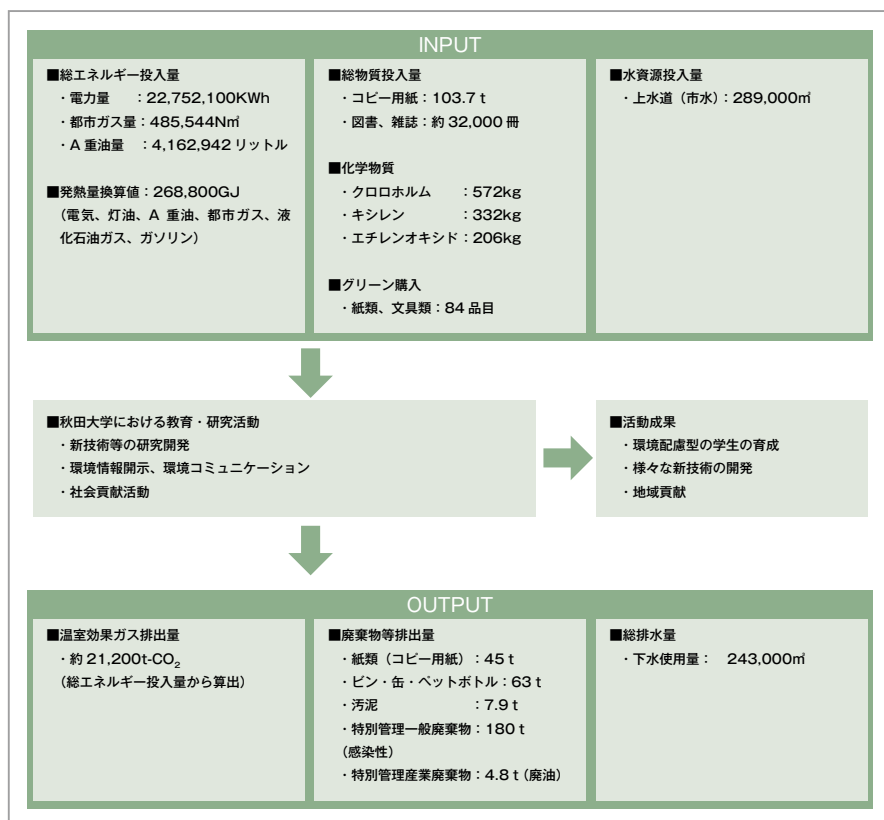 INPUT
■総エネルギー投入量
・電力量　：22,752,100KWh
・都市ガス量：485,544N㎥
・A 重油量　：4,162,942 リットル
■発熱量換算値：268,800GJ
（電気、灯油、A 重油、都市ガス、液
化石油ガス、ガソリン）
■総物質投入量
・コピー用紙：103.7 t
・図書、雑誌：約 32,000 冊
■化学物質
・クロロホルム　：572kg
・キシレン　：332kg
・エチレンオキシド：206kg
■グリーン購入
・紙類、文具類：84 品目
■水資源投入量
・上水道（市水）：289,000㎥
■秋田大学における教育・研究活動
・新技術等の研究開発
・環境情報開示、環境コミュニケーション
・社会貢献活動
■活動成果
・環境配慮型の学生の育成
・様々な新技術の開発
・地域貢献
OUTPUT
■温室効果ガス排出量
・約 21,200t-CO₂
（総エネルギー投入量から算出）
■廃棄物等排出量
・紙類（コピー用紙）：45 t
・ビン・缶・ペットボトル：63 t
・汚泥　：7.9 t
・特別管理一般廃棄物：180 t
（感染性）
・特別管理産業廃棄物：4.8 t（廃油）
■総排水量
・下水使用量：　243,000㎥